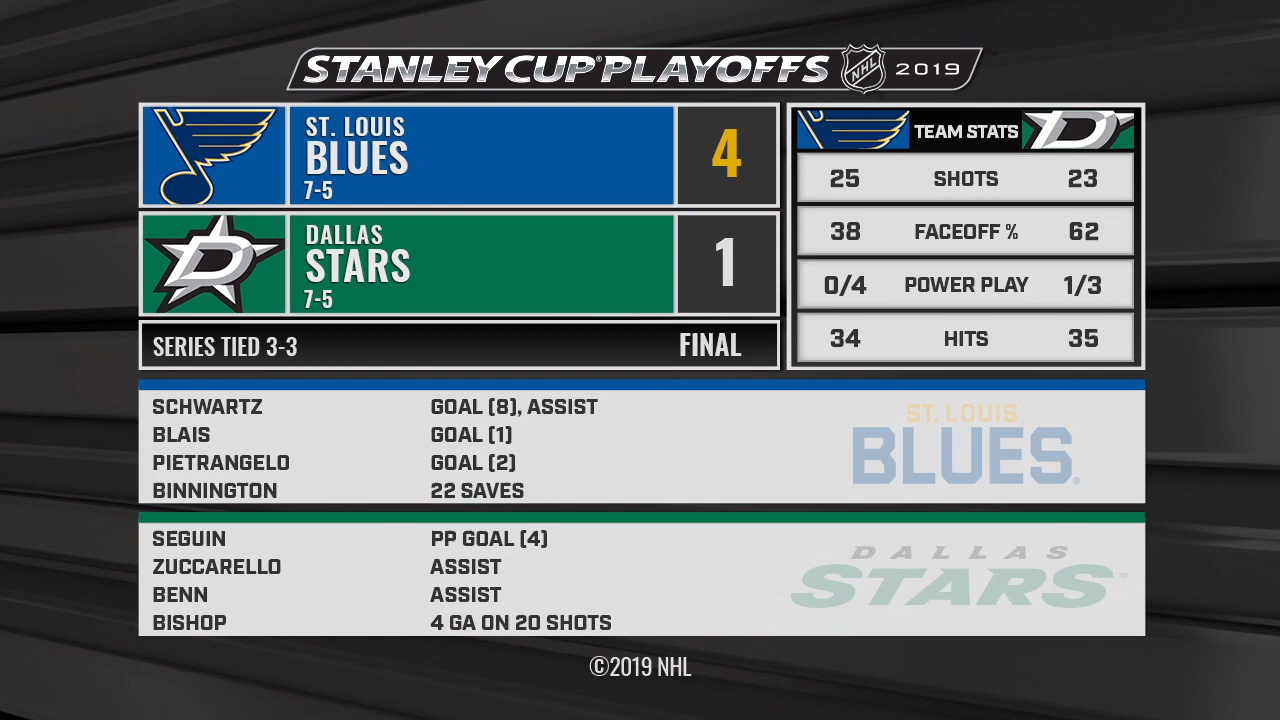 STANLEY CUP® PLAYOFFS NHL 2019
ST. LOUIS
BLUES
7-5
4
DALLAS
STARS
7-5
1
SERIES TIED 3-3 FINAL
TEAM STATS
25 SHOTS 23
38 FACEOFF % 62
0/4 POWER PLAY 1/3
34 HITS 35
SCHWARTZ GOAL (8), ASSIST
BLAIS GOAL (1)
PIETRANGELO GOAL (2)
BINNINGTON 22 SAVES
ST. LOUIS
BLUES®
SEGUIN PP GOAL (4)
ZUCCARELLO ASSIST
BENN ASSIST
BISHOP 4 GA ON 20 SHOTS
DALLAS
STARS™
©2019 NHL